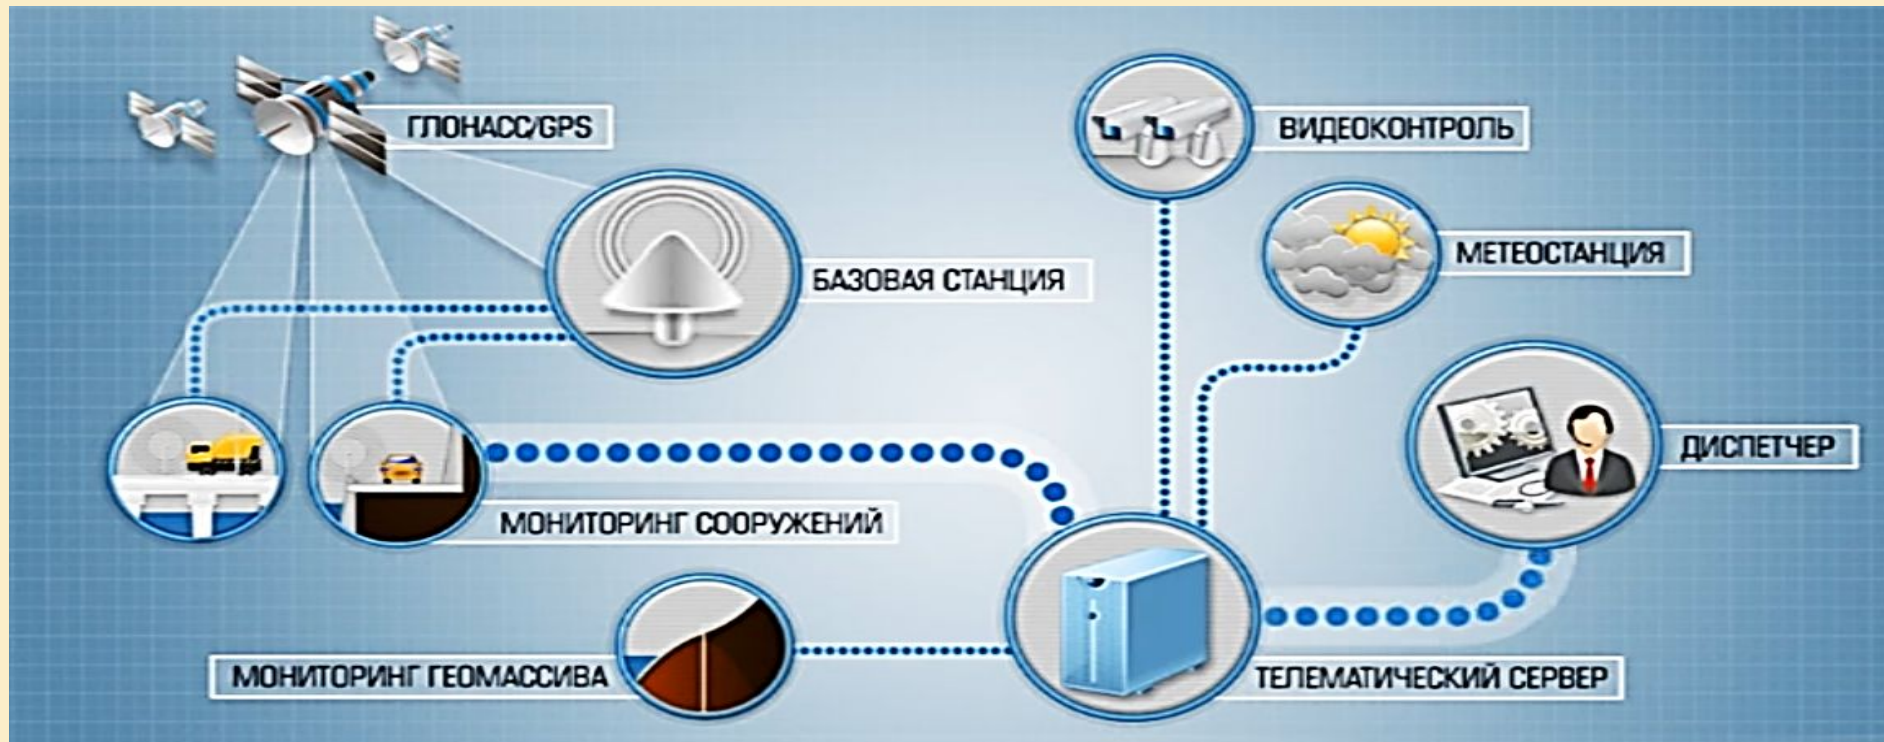 ГЛОНАСС/GPS
ВИДЕОКОНТРОЛЬ
МЕТЕОСТАНЦИЯ
БАЗОВАЯ СТАНЦИЯ
ДИСПЕТЧЕР
МОНИТОРИНГ СООРУЖЕНИЙ
МОНИТОРИНГ ГЕОМАССИВА
ТЕЛЕМАТИЧЕСКИЙ СЕРВЕР